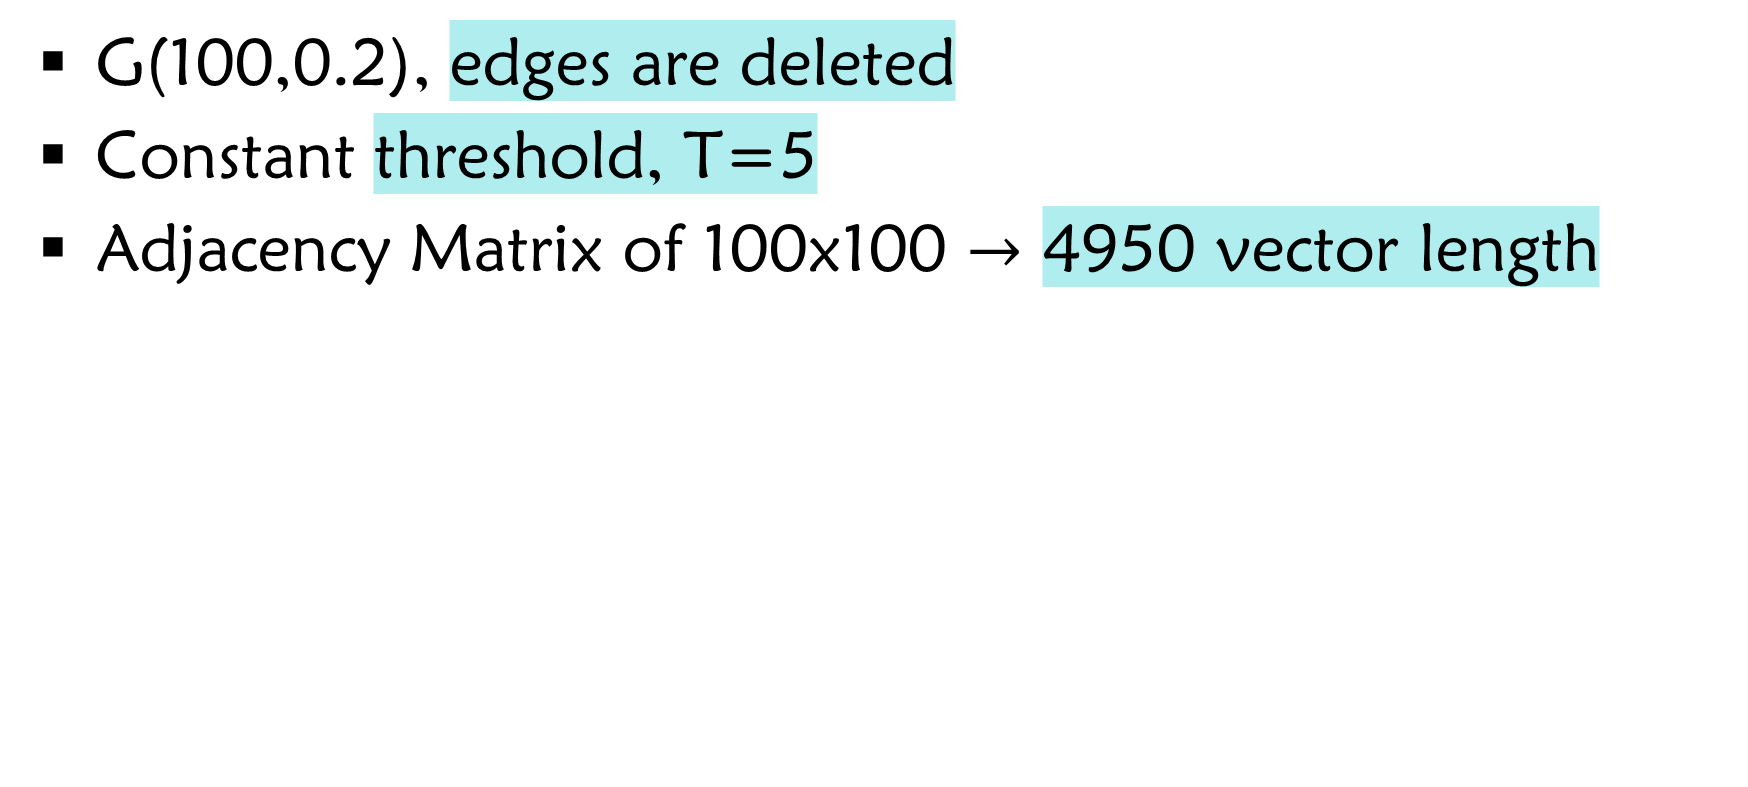 ▪ G(100,0.2), edges are deleted
▪ Constant threshold, T=5
▪ Adjacency Matrix of 100x100 → 4950 vector length